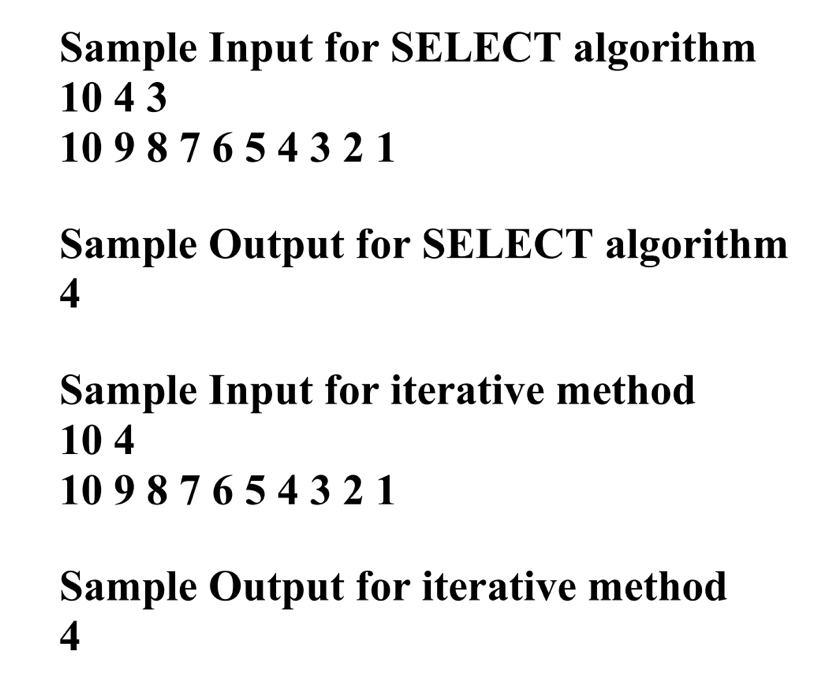 Sample Input for SELECT algorithm
10 4 3
10 9 8 7 6 5 4 3 2 1
Sample Output for SELECT algorithm
4
Sample Input for iterative method
10 4
10 9 8 7 6 5 4 3 2 1
Sample Output for iterative method
4